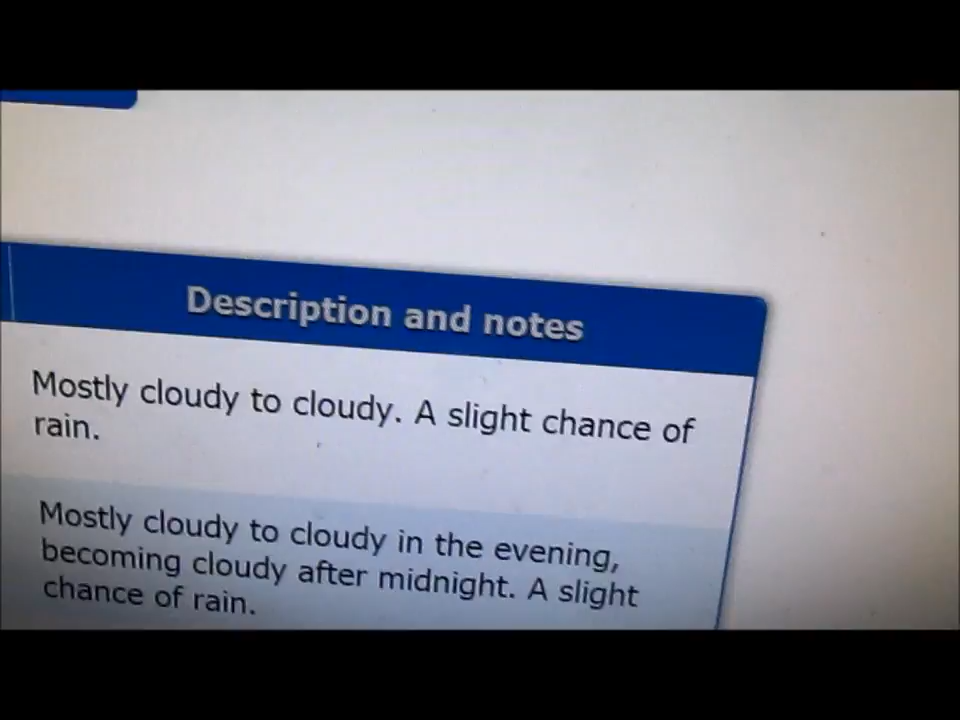 Description and notes
Mostly cloudy to cloudy. A slight chance of
rain.
Mostly cloudy to cloudy in the evening,
becoming cloudy after midnight. A slight
chance of rain.